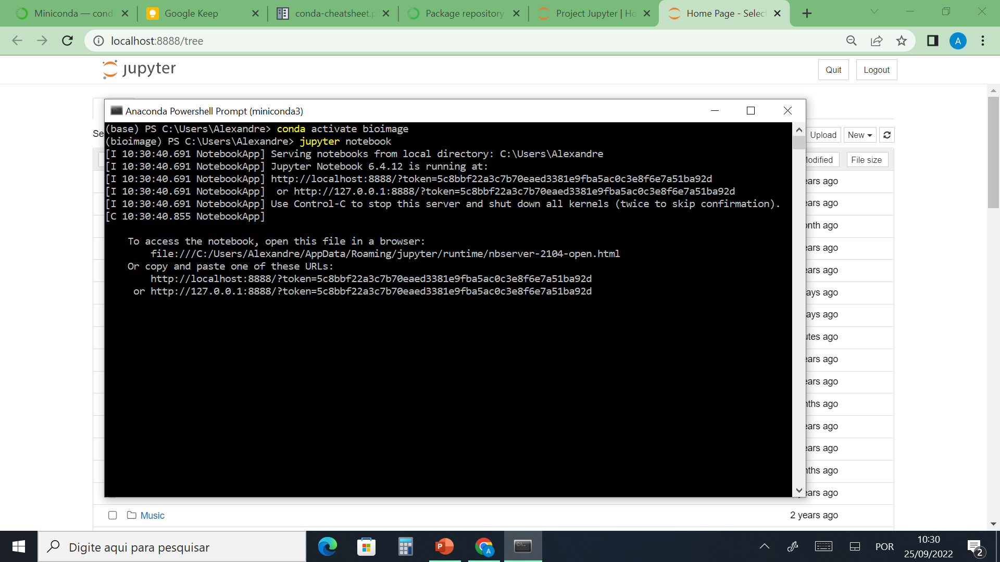 Miniconda — cond
Google Keep
conda-cheatsheet.p
Package repository
Project Jupyter | Ho
Home Page - Select
localhost:8888/tree
A
jupyter
Quit
Logout
Anaconda Powershell Prompt (miniconda3)
Se
Upload
New
odified
File size
(base) PS C:\Users\Alexandre> conda activate bioimage
(bioimage) PS C:\Users\Alexandre> jupyter notebook
[I 10:30:40.691 NotebookApp] Serving notebooks from local directory: C:\Users\Alexandre
[I 10:30:40.691 NotebookApp] Jupyter Notebook 6.4.12 is running at:
[I 10:30:40.691 NotebookApp] http://localhost:8888/?token=5c8bbf22a3c7b70eaed3381e9fba5ac0c3e8f6e7a51ba92d
[I 10:30:40.691 NotebookApp]  or http://127.0.0.1:8888/?token=5c8bbf22a3c7b70eaed3381e9fba5ac0c3e8f6e7a51ba92d
[I 10:30:40.691 NotebookApp] Use Control-C to stop this server and shut down all kernels (twice to skip confirmation).
[C 10:30:40.855 NotebookApp]
To access the notebook, open this file in a browser:
file:///C:/Users/Alexandre/AppData/Roaming/jupyter/runtime/nbserver-2104-open.html
Or copy and paste one of these URLs:
http://localhost:8888/?token=5c8bbf22a3c7b70eaed3381e9fba5ac0c3e8f6e7a51ba92d
or http://127.0.0.1:8888/?token=5c8bbf22a3c7b70eaed3381e9fba5ac0c3e8f6e7a51ba92d
ears ago
ears ago
onth ago
ears ago
ears ago
ays ago
ays ago
utes ago
ears ago
ears ago
nths ago
ears ago
ears ago
nths ago
years ago
Music
2 years ago
Digite aqui para pesquisar
A
POR
10:30
25/09/2022
2